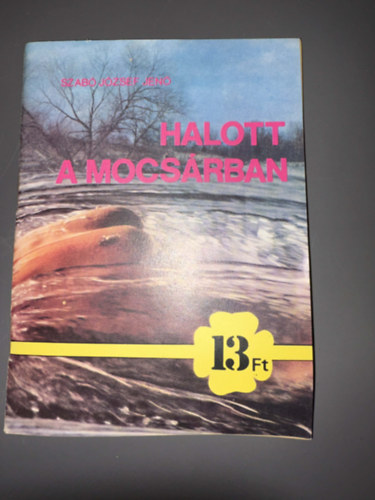 SZABÓ JÓZSEF JENŐ
HALOTT
A MOCSÁRBAN
13 Ft